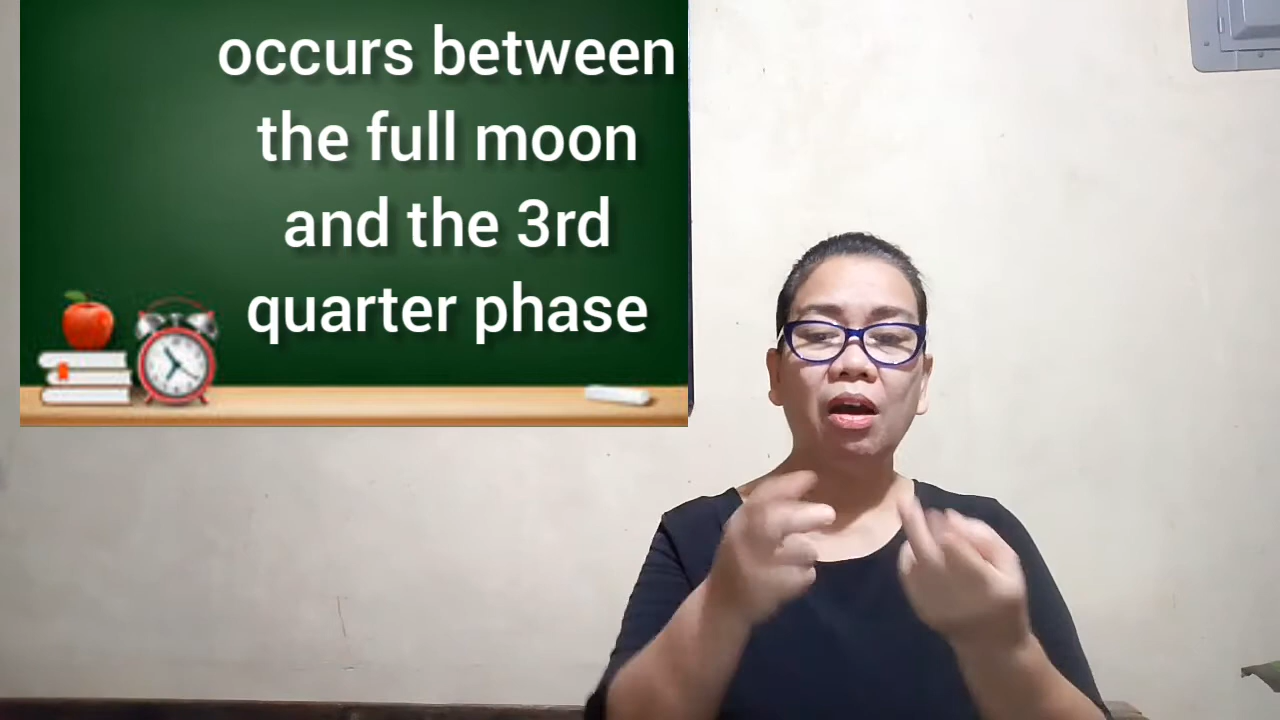 occurs between
the full moon
and the 3rd
quarter phase